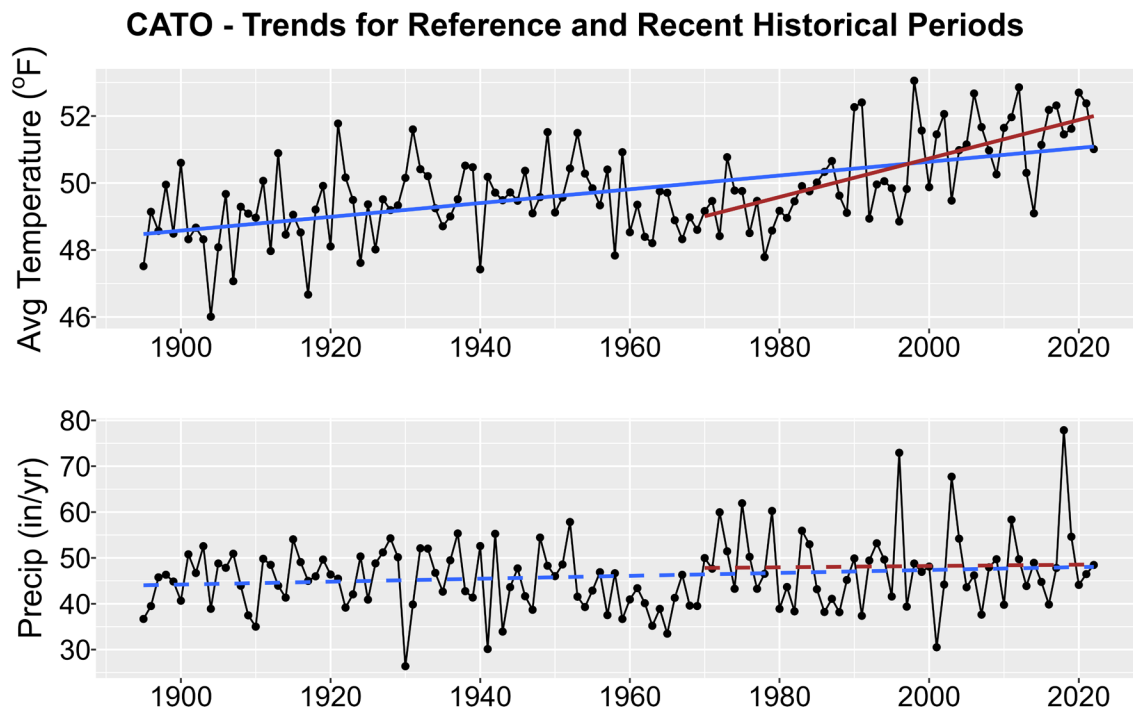 CATO - Trends for Reference and Recent Historical Periods
Avg Temperature (°F)
52
50
48
46
1900 1920 1940 1960 1980 2000 2020
Precip (in/yr)
80
70
60
50
40
30
1900 1920 1940 1960 1980 2000 2020